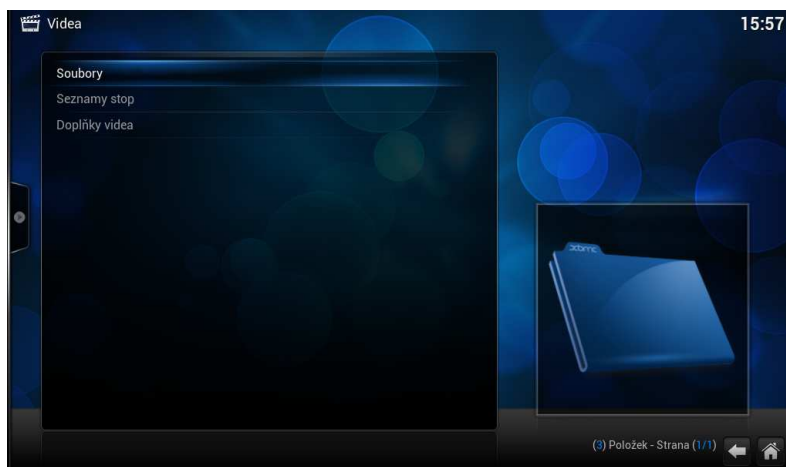 Videa
15:57
Soubory
Seznamy stop
Doplňky videa
xbmc
(3) Položek - Strana (1/1)